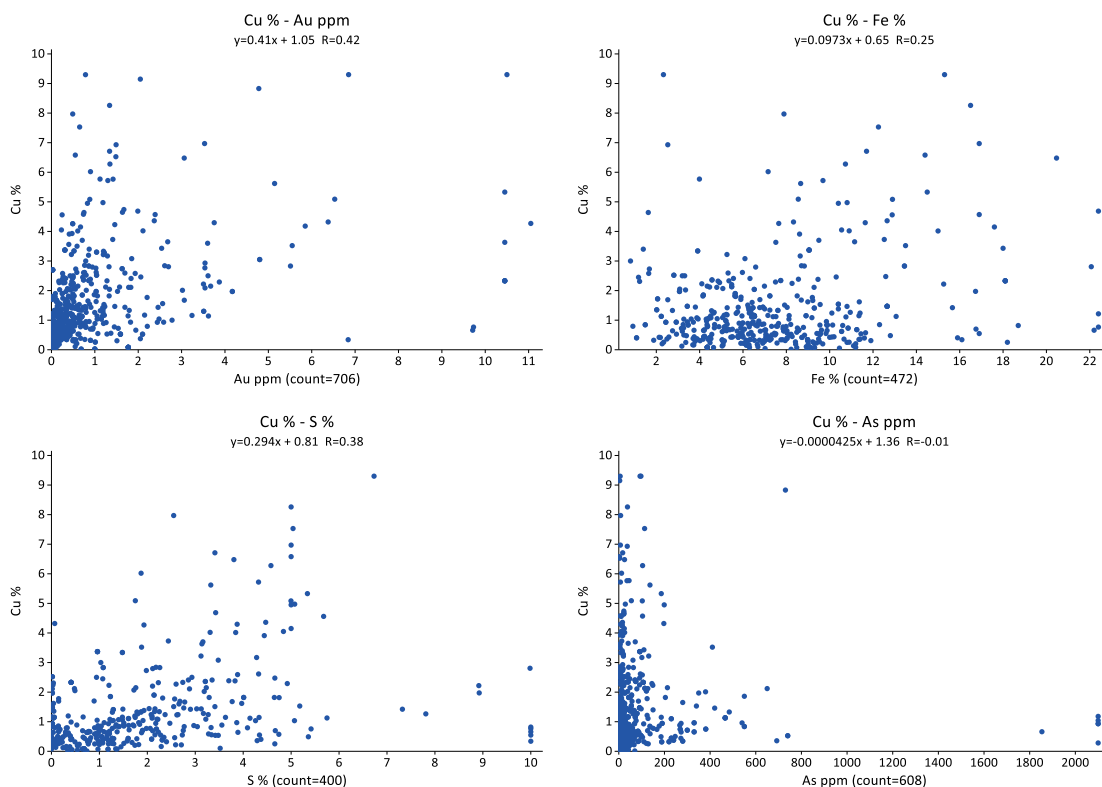 Cu % - Au ppm
y=0.41x + 1.05 R=0.42
Cu %
10
9
8
7
6
5
4
3
2
1
0
0 1 2 3 4 5 6 7 8 9 10 11
Au ppm (count=706)
Cu % - Fe %
y=0.0973x + 0.65 R=0.25
Cu %
10
9
8
7
6
5
4
3
2
1
0
2 4 6 8 10 12 14 16 18 20 22
Fe % (count=472)
Cu % - S %
y=0.294x + 0.81 R=0.38
Cu %
10
9
8
7
6
5
4
3
2
1
0
0 1 2 3 4 5 6 7 8 9 10
S % (count=400)
Cu % - As ppm
y=-0.0000425x + 1.36 R=-0.01
Cu %
10
9
8
7
6
5
4
3
2
1
0
0 200 400 600 800 1000 1200 1400 1600 1800 2000
As ppm (count=608)